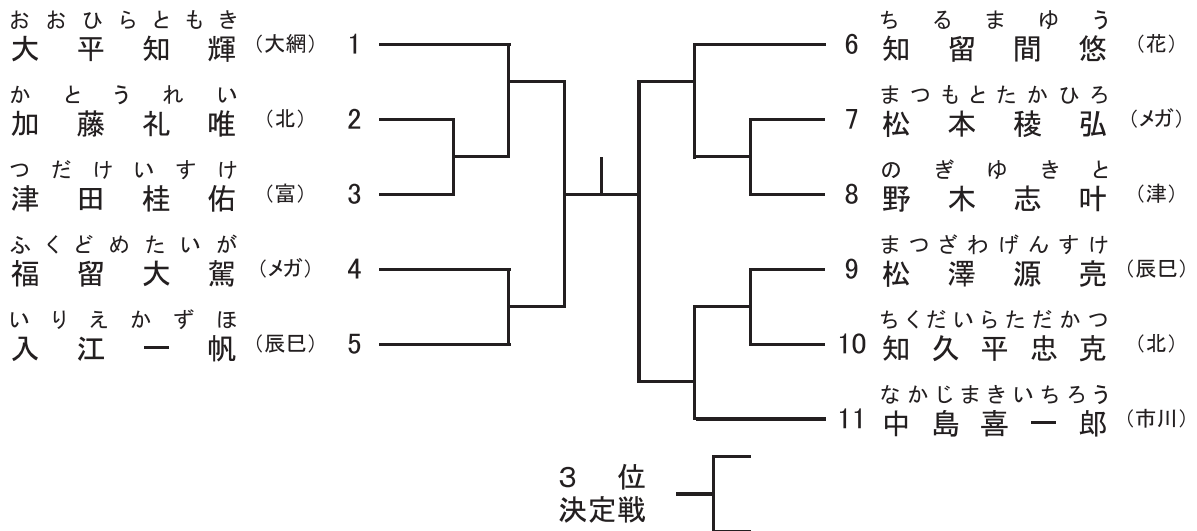 おおひらともき
大平知輝 (大網) 1
かとうれい
加藤礼唯 (北) 2
つだけいすけ
津田桂佑 (富) 3
ふくどめたいが
福留大駕 (メガ) 4
いりえかずほ
入江一帆 (辰巳) 5
ちるまゆう
6 知留間悠 (花)
まつもとたかひろ
7 松本稜弘 (メガ)
のぎゆきと
8 野木志叶 (津)
まつざわげんすけ
9 松澤源亮 (辰巳)
ちくだいらただかつ
10 知久平忠克 (北)
なかじまきいちろう
11 中島喜一郎 (市川)
3位
決定戦